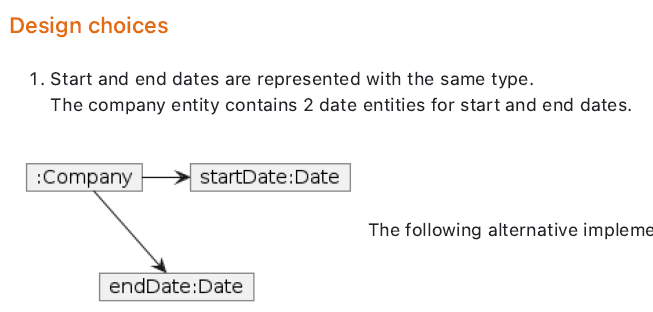 Design choices
1. Start and end dates are represented with the same type.
The company entity contains 2 date entities for start and end dates.
:Company
startDate:Date
The following alternative impleme
endDate:Date